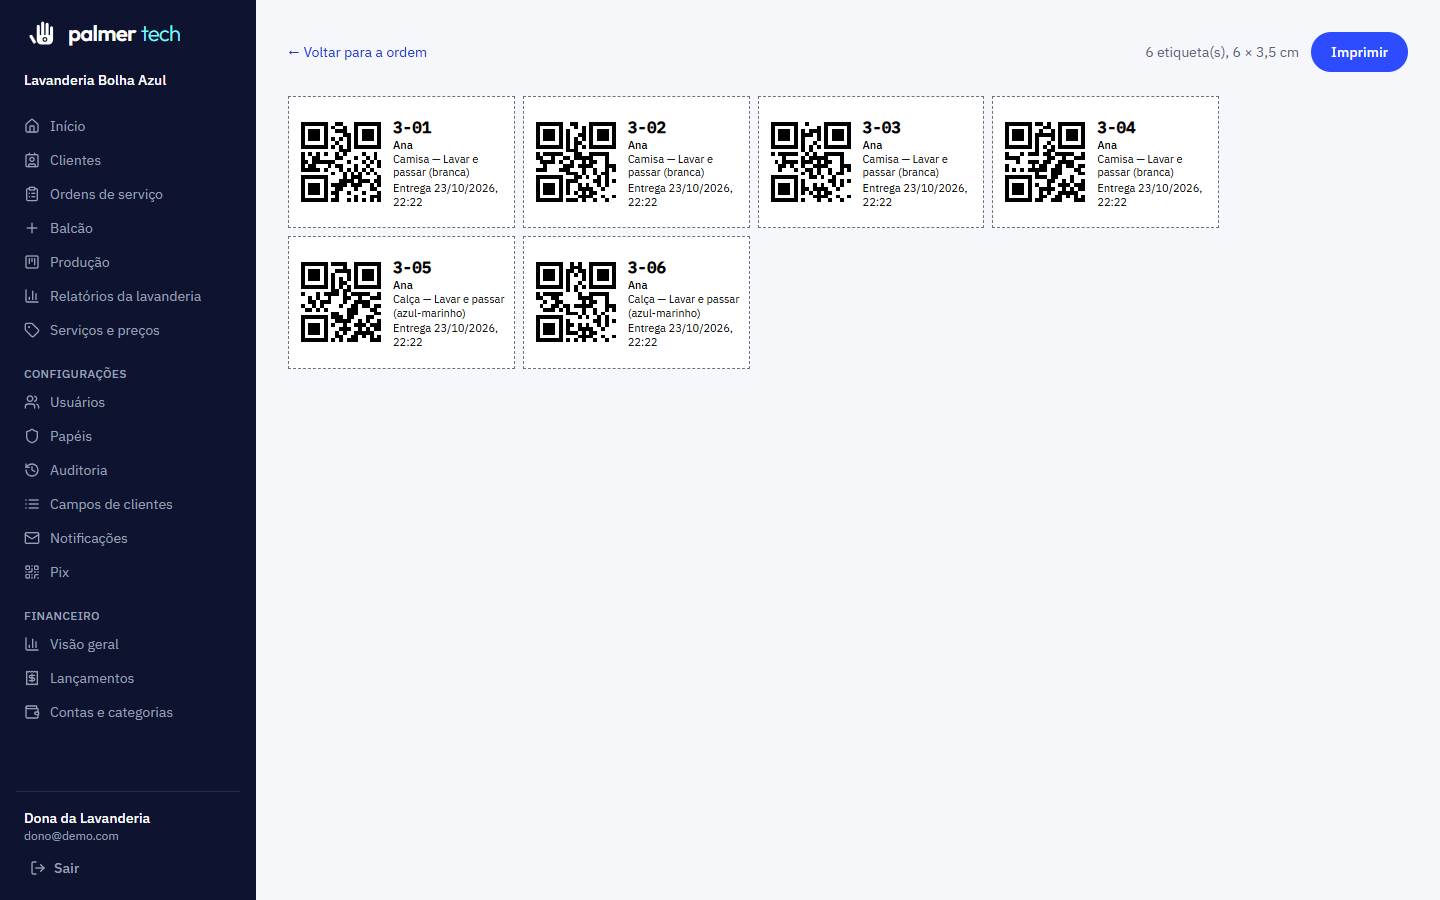 palmer tech
Lavanderia Bolha Azul
Início
Clientes
Ordens de serviço
Balcão
Produção
Relatórios da lavanderia
Serviços e preços
CONFIGURAÇÕES
Usuários
Papéis
Auditoria
Campos de clientes
Notificações
Pix
FINANCEIRO
Visão geral
Lançamentos
Contas e categorias
Dona da Lavanderia
dono@demo.com
Sair
← Voltar para a ordem
6 etiqueta(s), 6 × 3,5 cm
Imprimir
3-01
Ana
Camisa — Lavar e
passar (branca)
Entrega 23/10/2026,
22:22
3-02
Ana
Camisa — Lavar e
passar (branca)
Entrega 23/10/2026,
22:22
3-03
Ana
Camisa — Lavar e
passar (branca)
Entrega 23/10/2026,
22:22
3-04
Ana
Camisa — Lavar e
passar (branca)
Entrega 23/10/2026,
22:22
3-05
Ana
Calça — Lavar e passar
(azul-marinho)
Entrega 23/10/2026,
22:22
3-06
Ana
Calça — Lavar e passar
(azul-marinho)
Entrega 23/10/2026,
22:22